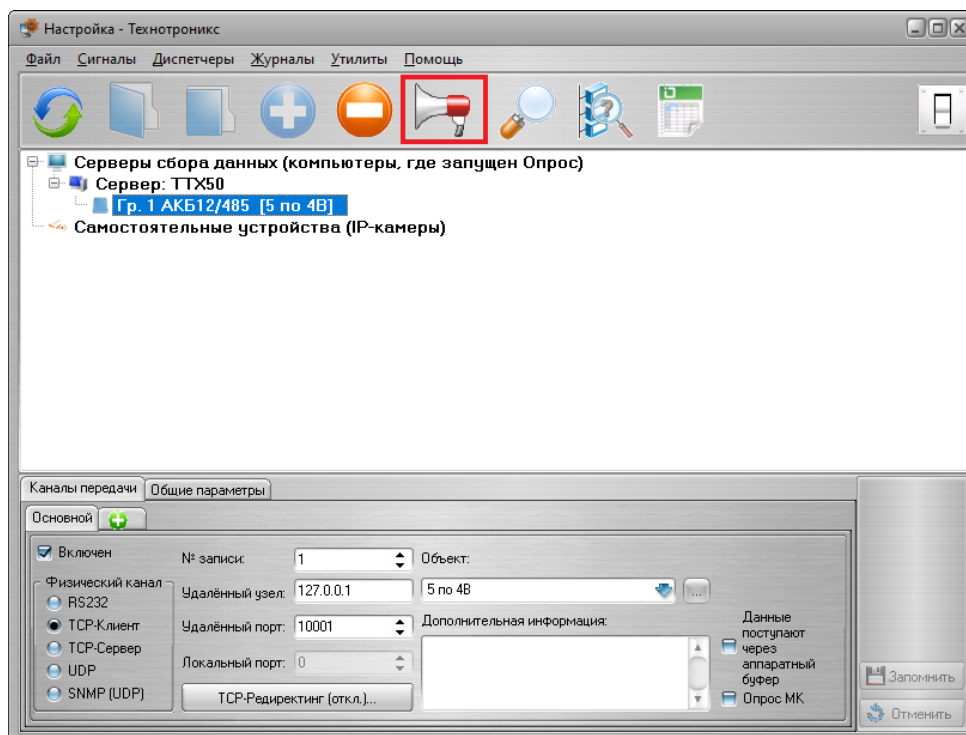 Настройка - Технотроникс
Файл Сигналы Диспетчеры Журналы Утилиты Помощь
Серверы сбора данных (компьютеры, где запущен Опрос)
Сервер: TTX50
Гр. 1 АКБ12/485 [5 по 4В]
Самостоятельные устройства (IP-камеры)
Каналы передачи Общие параметры
Основной
Включен
Физический канал
RS232
TCP-Клиент
TCP-Сервер
UDP
SNMP (UDP)
№ записи: 1
Удалённый узел: 127.0.0.1
Удалённый порт: 10001
Локальный порт: 0
TCP-Редиректинг (откл.)...
Объект:
5 по 4В ...
Дополнительная информация:
Данные
поступают
через
аппаратный
буфер
Опрос МК
Запомнить
Отменить